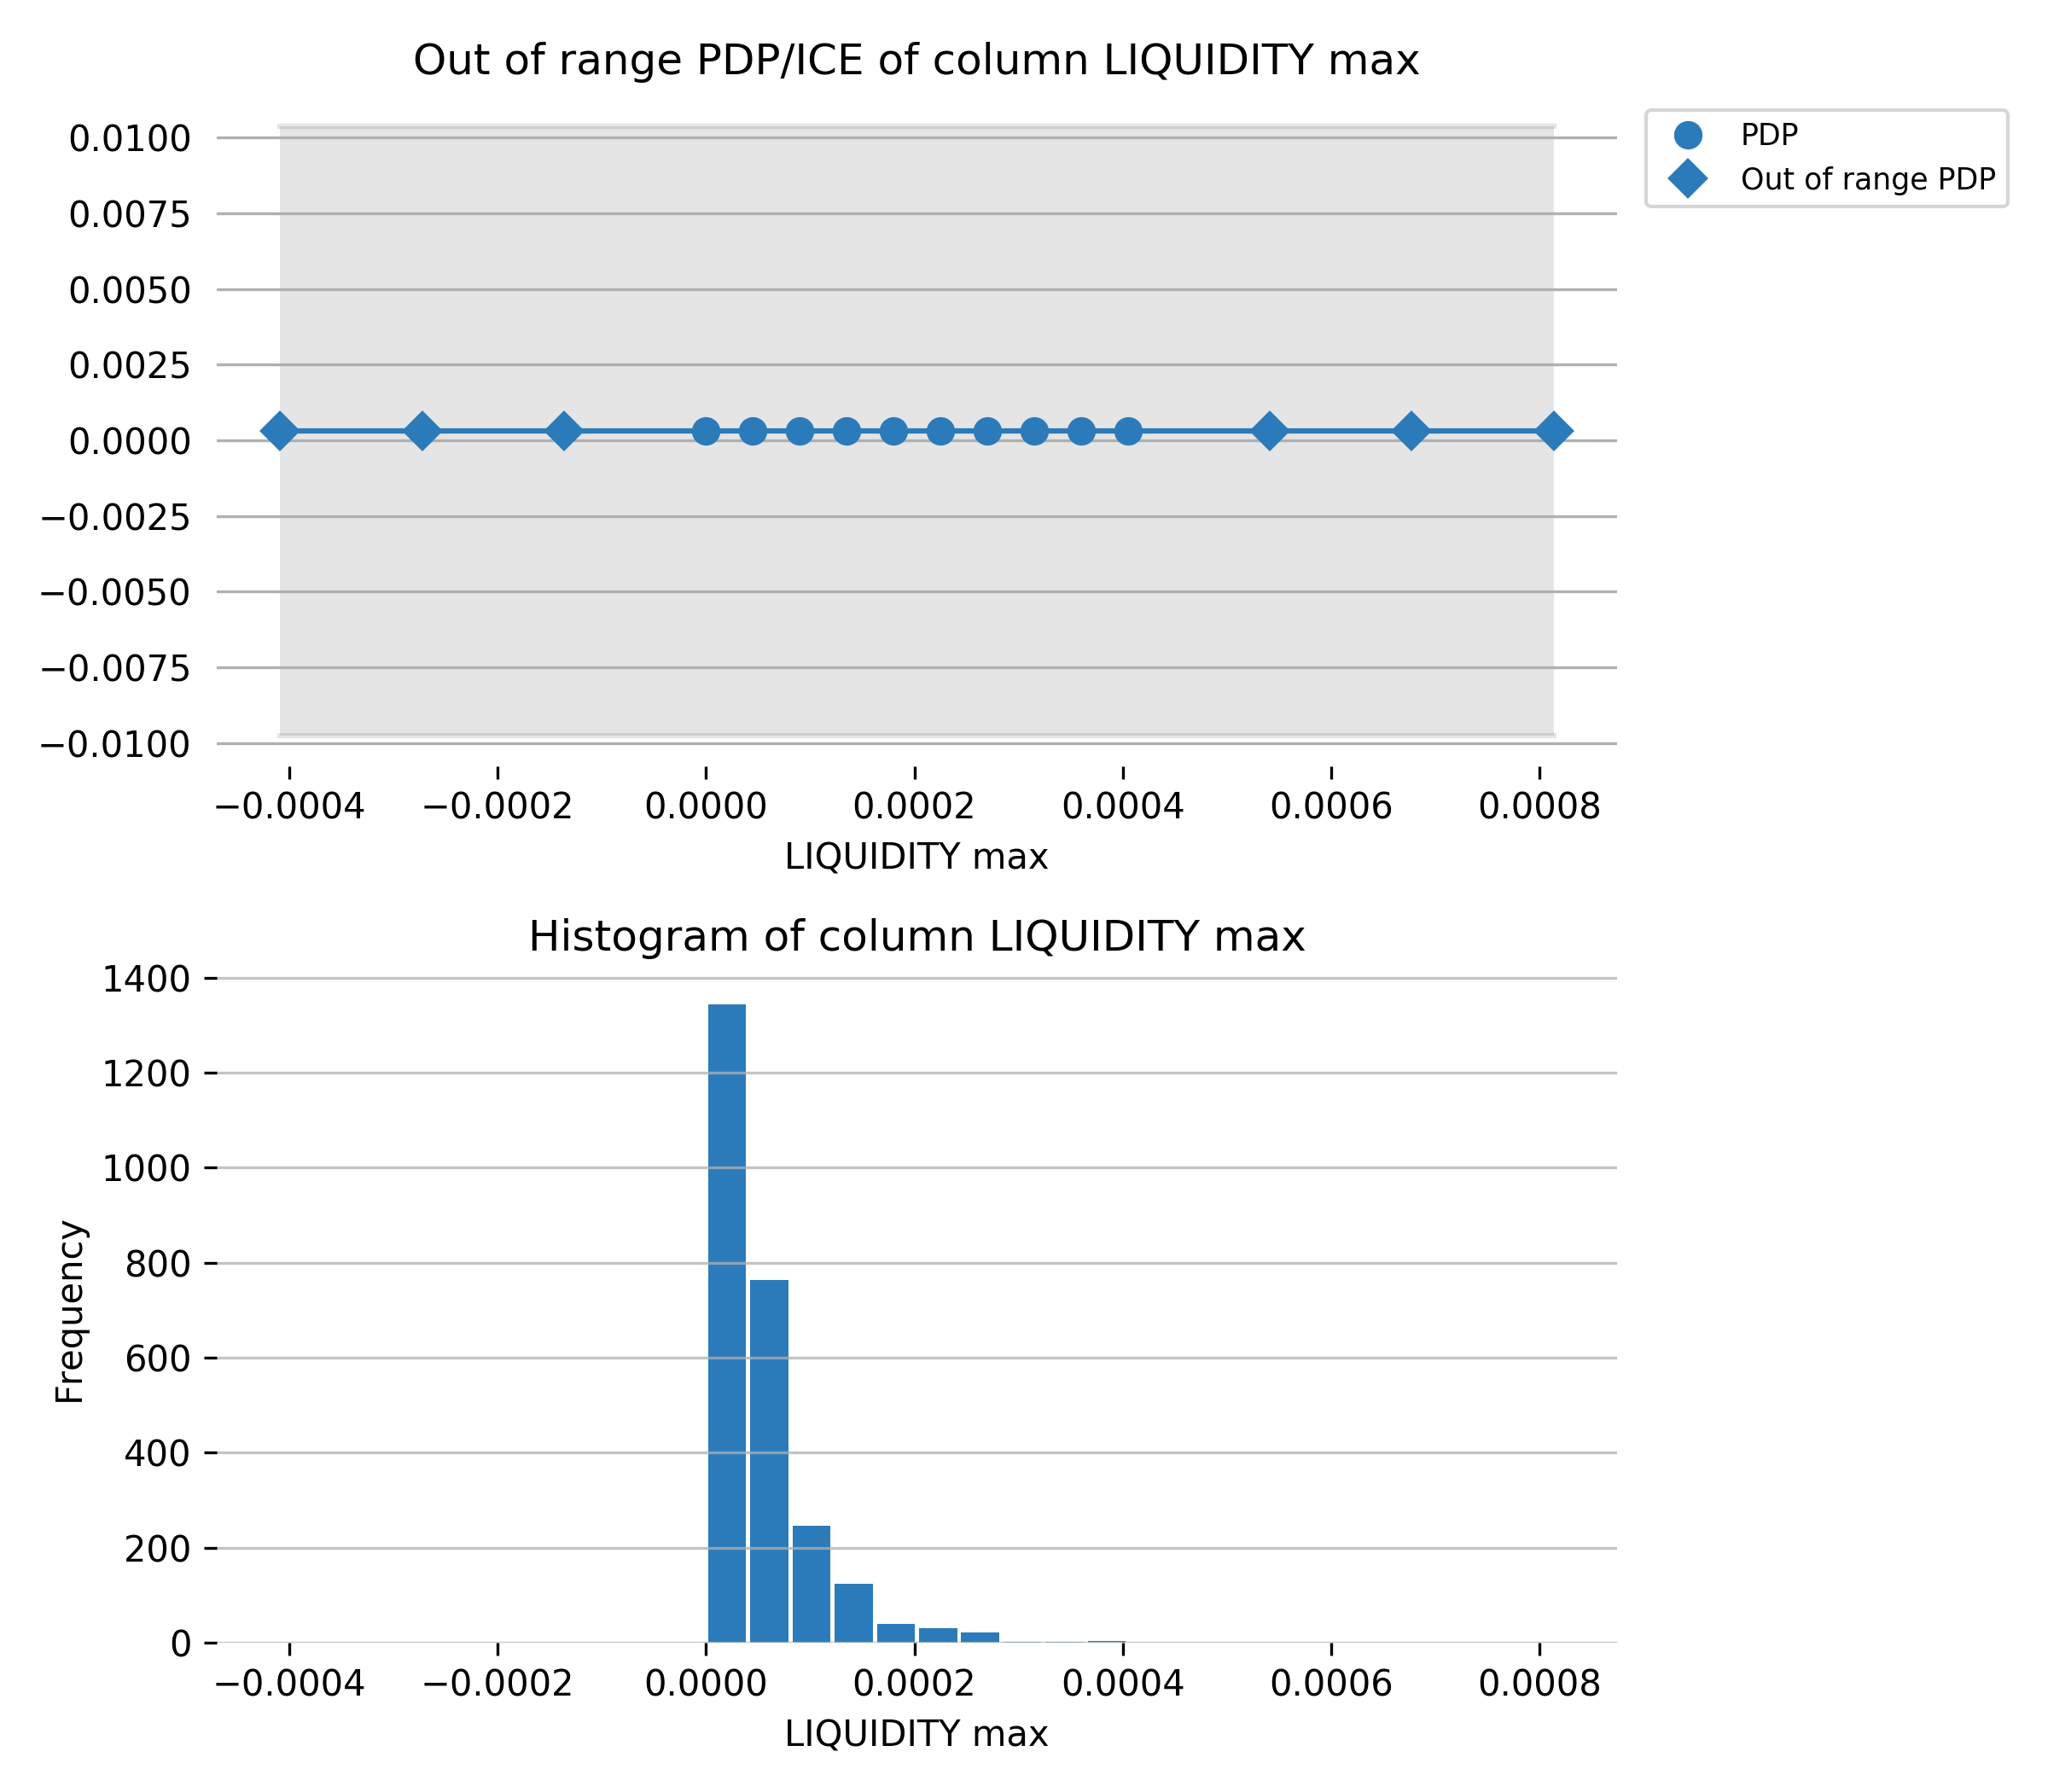 Out of range PDP/ICE of column LIQUIDITY max
PDP
Out of range PDP
0.0100
0.0075
0.0050
0.0025
0.0000
−0.0025
−0.0050
−0.0075
−0.0100
−0.0004 −0.0002 0.0000 0.0002 0.0004 0.0006 0.0008
LIQUIDITY max
Histogram of column LIQUIDITY max
1400
1200
1000
800
600
400
200
0
Frequency
−0.0004 −0.0002 0.0000 0.0002 0.0004 0.0006 0.0008
LIQUIDITY max